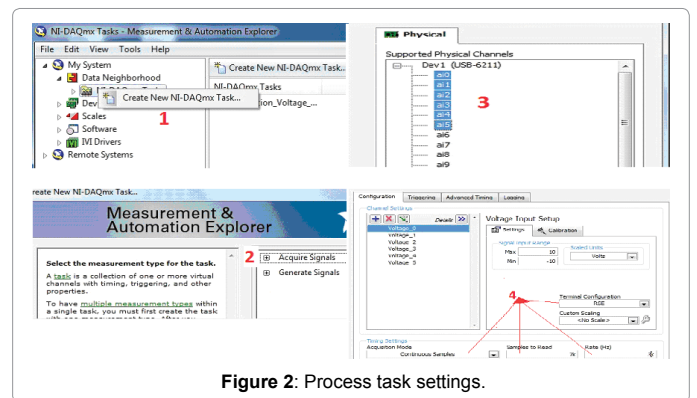 NI-DAQmx Tasks - Measurement & Automation Explorer
File Edit View Tools Help
My System
Data Neighborhood
Create New NI-DAQmx Task...
Scales
Software
IVI Drivers
Remote Systems
Create New NI-DAQmx Task..
NI-DAQmx Tasks
1
Physical
Supported Physical Channels
Dev1 (USB-6211)
ai0
ai1
ai2
ai3
ai4
ai5
ai6
ai7
ai8
ai9
3
reate New NI-DAQmx Task...
Measurement &
Automation Explorer
Select the measurement type for the task.
A task is a collection of one or more virtual
channels with timing, triggering, and other
properties.
To have multiple measurement types within
a single task, you must first create the task
2
Acquire Signals
Generate Signals
Configuration Triggering Advanced Timing Logging
Channel Settings
Details
Voltage_0
Voltage_1
Voltage_2
Voltage_3
Voltage_4
Voltage_5
Voltage Input Setup
Settings Calibration
Signal Input Range
Max 10
Min -10
Scaled Units
Volts
4
Terminal Configuration
RSE
Custom Scaling
<No Scale>
Timing Settings
Acquisition Mode
Continuous Samples
Samples to Read
Rate (Hz)
Figure 2: Process task settings.